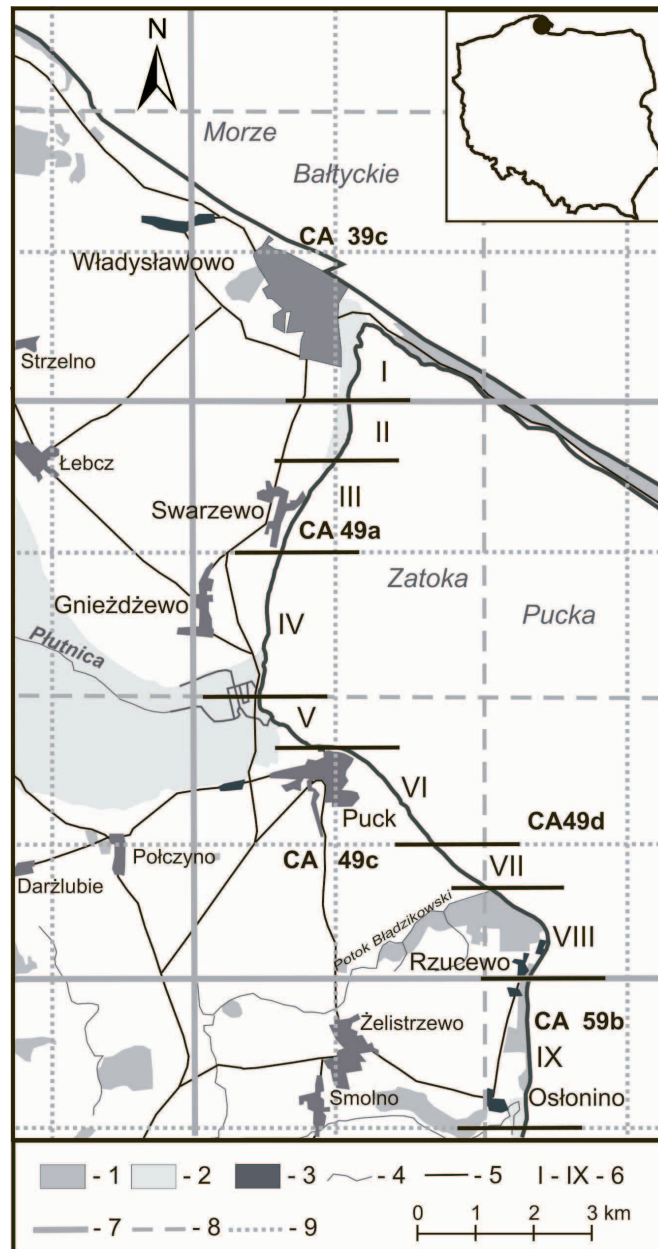 N
Morze
Bałtyckie
CA 39c
Władysławowo
Strzelno
I
II
Łebcz
III
Swarzewo
CA 49a
Zatoka
Gnieżdżewo
Pucka
IV
Płutnica
V
VI
Puck
CA49d
Połczyno
CA 49c
VII
Darżlubie
Potok Błądzikowski
VIII
Rzucewo
Żelistrzewo
CA 59b
IX
Smolno
Osłonino
- 1 - 2 - 3 - 4 - 5 I - IX - 6
- 7 - 8 - 9 0 1 2 3 km